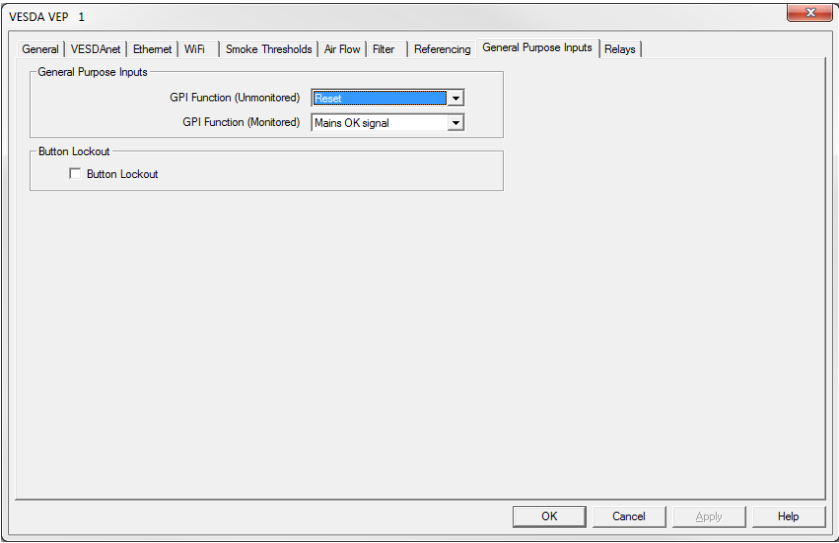 VESDA VEP 1
General VESDAnet Ethernet WiFi Smoke Thresholds Air Flow Filter Referencing General Purpose Inputs Relays
General Purpose Inputs
GPI Function (Unmonitored) Reset
GPI Function (Monitored) Mains OK signal
Button Lockout
Button Lockout
OK Cancel Apply Help